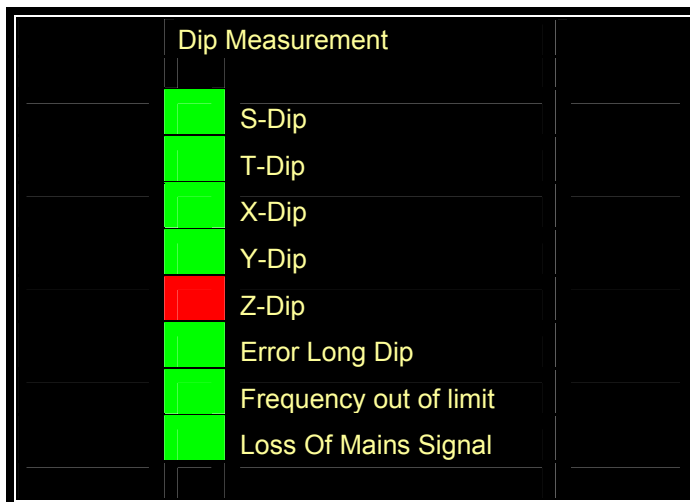 Dip Measurement
S-Dip
T-Dip
X-Dip
Y-Dip
Z-Dip
Error Long Dip
Frequency out of limit
Loss Of Mains Signal